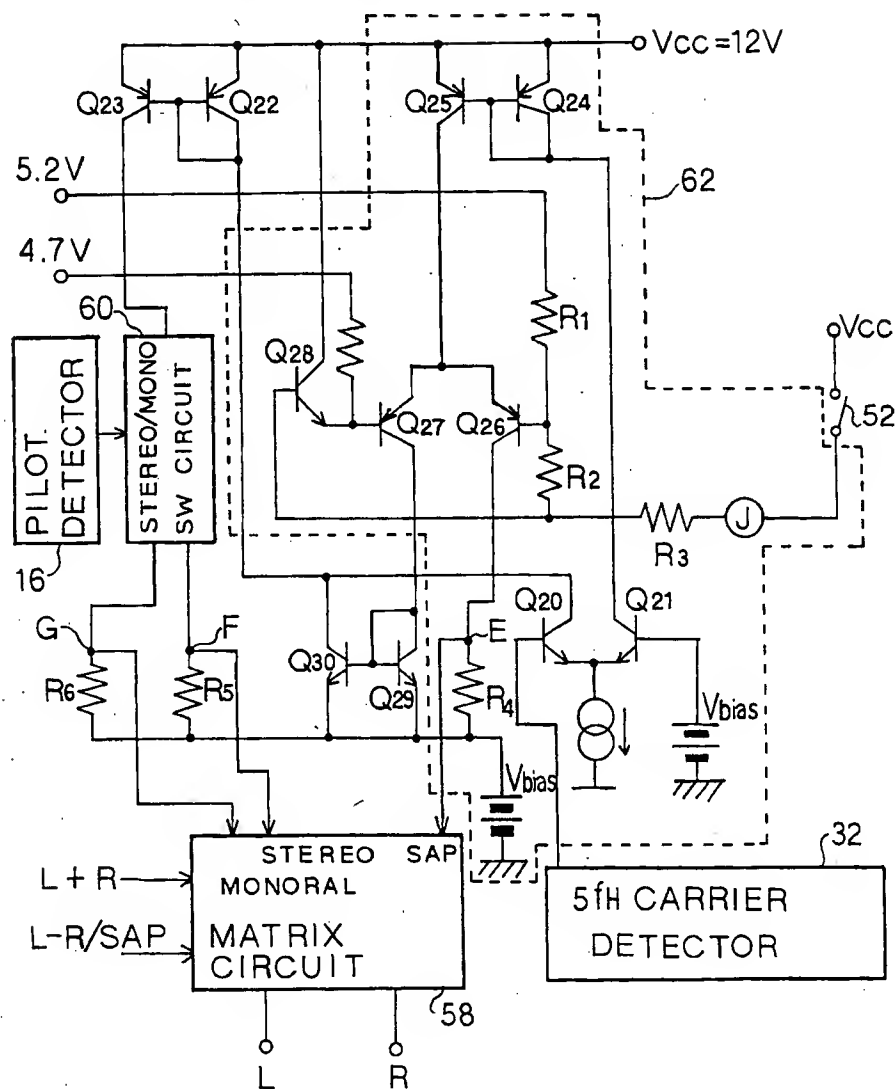 VCC=12V
Q23
Q22
Q25
Q24
5.2V
62
4.7V
60
R1
VCC
Q28
52
STEREO/MONO
SW CIRCUIT
Q27
Q26
PILOT.
DETECTOR
R2
J
R3
16
Q20
Q21
G
F
E
Q30
Q29
R6
R5
R4
Vbias
Vbias
STEREO
SAP
32
L+R
MONORAL
5fH CARRIER
DETECTOR
L-R/SAP
MATRIX
CIRCUIT
58
L
R